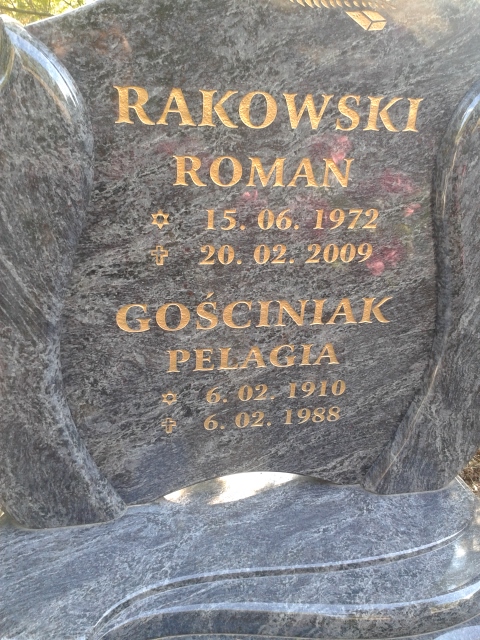 RAKOWSKI
ROMAN
✡ 15. 06. 1972
✝ 20. 02. 2009
GOŚCINIAK
PELAGIA
✡ 6. 02. 1910
✝ 6. 02. 1988